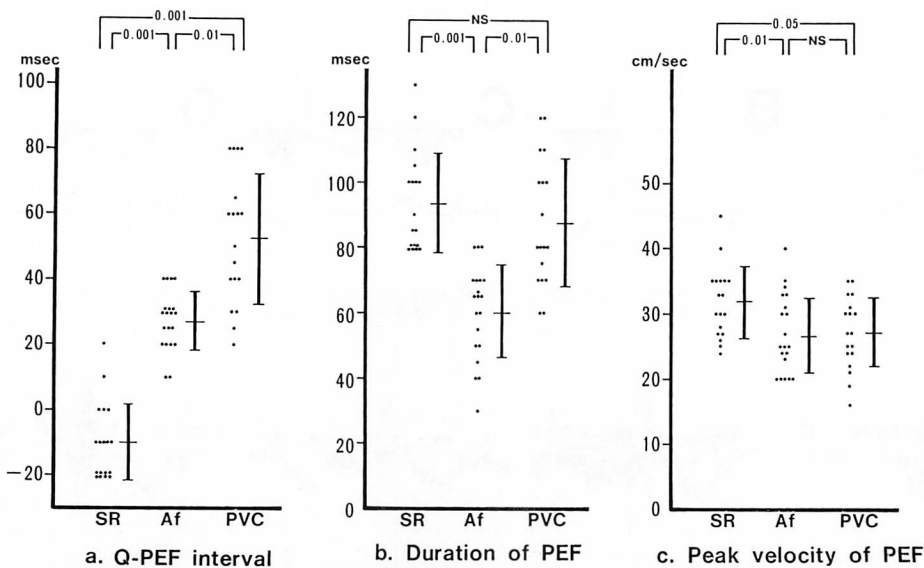 0.001
0.001
0.01
msec
100
80
60
40
20
0
−20
SR Af PVC
a. Q-PEF interval
NS
0.001
0.01
msec
120
100
80
60
40
20
0
SR Af PVC
b. Duration of PEF
0.05
0.01
NS
cm/sec
50
40
30
20
10
0
SR Af PVC
c. Peak velocity of PEF